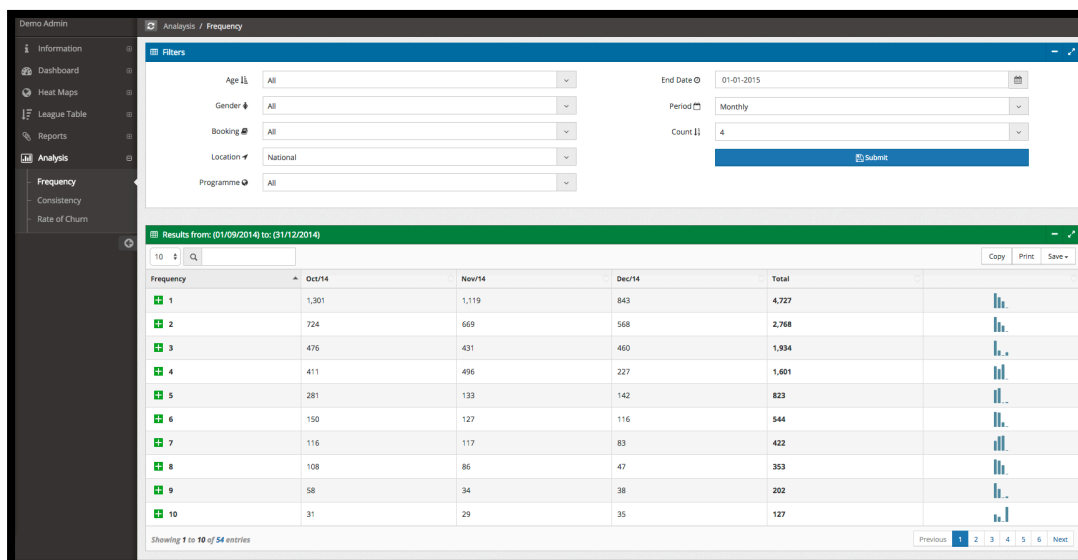 Demo Admin
Analaysis / Frequency
Information
Dashboard
Heat Maps
League Table
Reports
Analysis
Frequency
Consistency
Rate of Churn
Filters
Age All
Gender All
Booking All
Location National
Programme All
End Date 01-01-2015
Period Monthly
Count 4
Submit
Results from: (01/09/2014) to: (31/12/2014)
10
Copy Print Save
Frequency Oct/14 Nov/14 Dec/14 Total
1 1,301 1,119 843 4,727
2 724 669 568 2,768
3 476 431 460 1,934
4 411 496 227 1,601
5 281 133 142 823
6 150 127 116 544
7 116 117 83 422
8 108 86 47 353
9 58 34 38 202
10 31 29 35 127
Showing 1 to 10 of 54 entries
Previous 1 2 3 4 5 6 Next